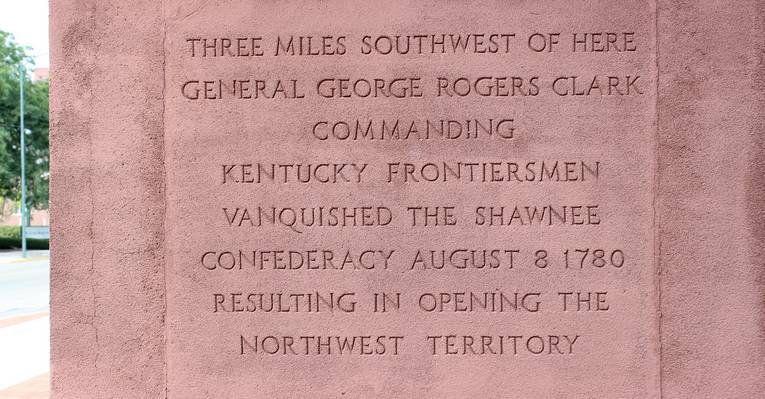 THREE MILES SOUTHWEST OF HERE
GENERAL GEORGE ROGERS CLARK
COMMANDING
KENTUCKY FRONTIERSMEN
VANQUISHED THE SHAWNEE
CONFEDERACY AUGUST 8 1780
RESULTING IN OPENING THE
NORTHWEST TERRITORY